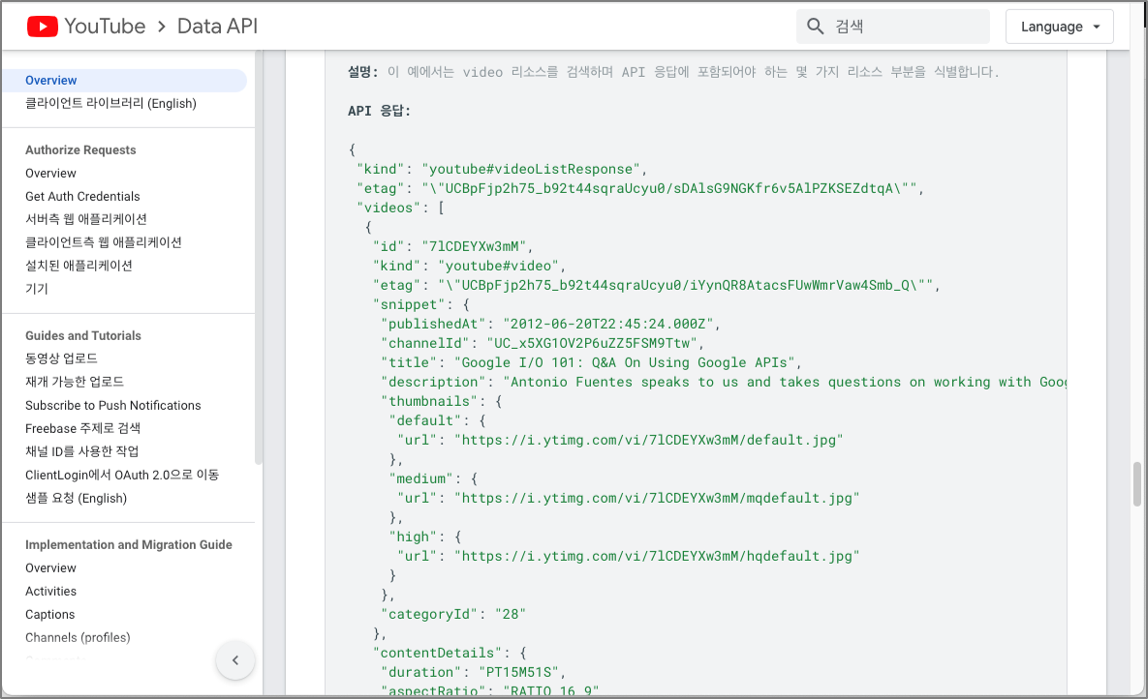 YouTube > Data API
검색
Language
Overview
클라이언트 라이브러리 (English)
Authorize Requests
Overview
Get Auth Credentials
서버측 웹 애플리케이션
클라이언트측 웹 애플리케이션
설치된 애플리케이션
기기
Guides and Tutorials
동영상 업로드
재개 가능한 업로드
Subscribe to Push Notifications
Freebase 주제로 검색
채널 ID를 사용한 작업
ClientLogin에서 OAuth 2.0으로 이동
샘플 요청 (English)
Implementation and Migration Guide
Overview
Activities
Captions
Channels (profiles)
설명: 이 예에서는 video 리소스를 검색하며 API 응답에 포함되어야 하는 몇 가지 리소스 부분을 식별합니다.
API 응답:
{
"kind": "youtube#videoListResponse",
"etag": "\"UCBpFjp2h75_b92t44sqraUcyu0/sDAlsG9NGKfr6v5AlPZKSEZdtqA\"",
"videos": [
{
"id": "7lCDEYXw3mM",
"kind": "youtube#video",
"etag": "\"UCBpFjp2h75_b92t44sqraUcyu0/iYynQR8AtacsFUwWmrVaw4Smb_Q\"",
"snippet": {
"publishedAt": "2012-06-20T22:45:24.000Z",
"channelId": "UC_x5XG1OV2P6uZZ5FSM9Ttw",
"title": "Google I/O 101: Q&A On Using Google APIs",
"description": "Antonio Fuentes speaks to us and takes questions on working with Goog
"thumbnails": {
"default": {
"url": "https://i.ytimg.com/vi/7lCDEYXw3mM/default.jpg"
},
"medium": {
"url": "https://i.ytimg.com/vi/7lCDEYXw3mM/mqdefault.jpg"
},
"high": {
"url": "https://i.ytimg.com/vi/7lCDEYXw3mM/hqdefault.jpg"
}
},
"categoryId": "28"
},
"contentDetails": {
"duration": "PT15M51S",
"aspectRatio": "RATIO_16_9"